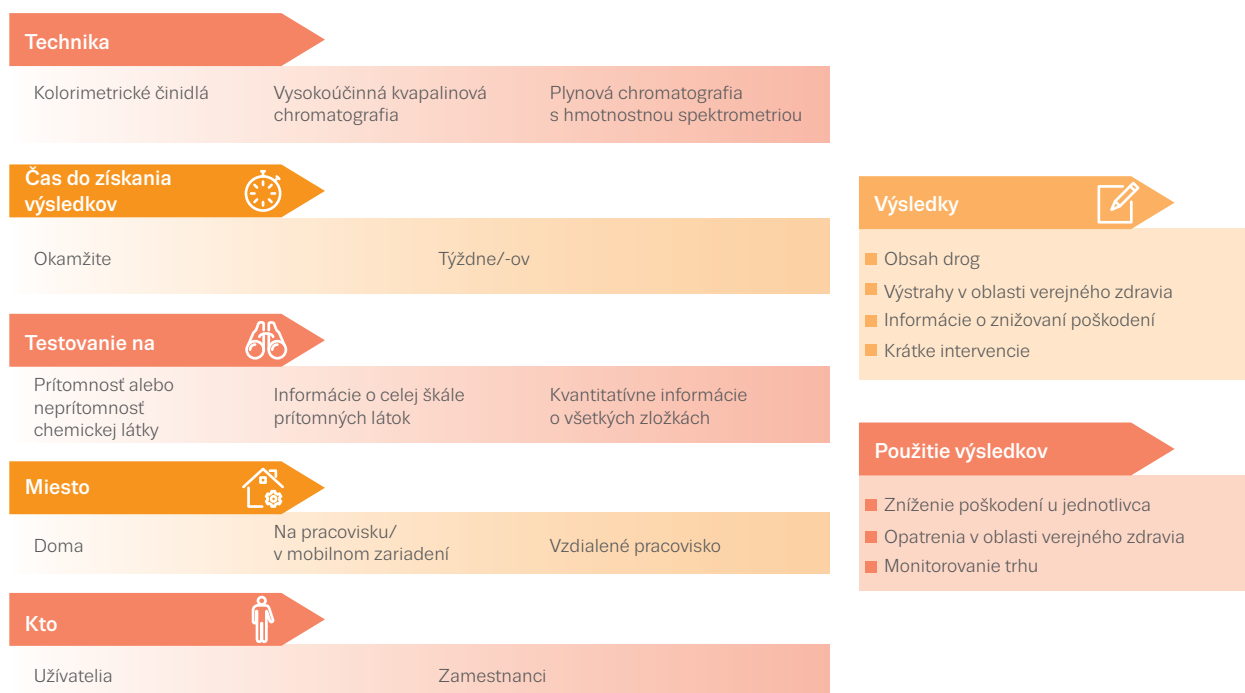 Technika
Kolorimetrické činidlá
Vysokoúčinná kvapalinová
chromatografia
Plynová chromatografia
s hmotnostnou spektrometriou
Čas do získania
výsledkov
Okamžite
Týždne/-ov
Testovanie na
Prítomnosť alebo
neprítomnosť
chemickej látky
Informácie o celej škále
prítomných látok
Kvantitatívne informácie
o všetkých zložkách
Miesto
Doma
Na pracovisku/
v mobilnom zariadení
Vzdialené pracovisko
Kto
Užívatelia
Zamestnanci
Výsledky
Obsah drog
Výstrahy v oblasti verejného zdravia
Informácie o znižovaní poškodení
Krátke intervencie
Použitie výsledkov
Zníženie poškodení u jednotlivca
Opatrenia v oblasti verejného zdravia
Monitorovanie trhu